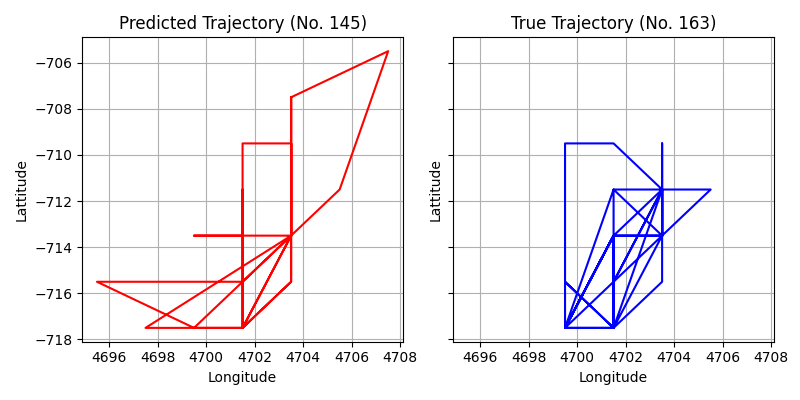 Predicted Trajectory (No. 145)
True Trajectory (No. 163)
−706
−708
−710
−712
−714
−716
−718
Lattitude
Lattitude
4696 4698 4700 4702 4704 4706 4708
4696 4698 4700 4702 4704 4706 4708
Longitude
Longitude